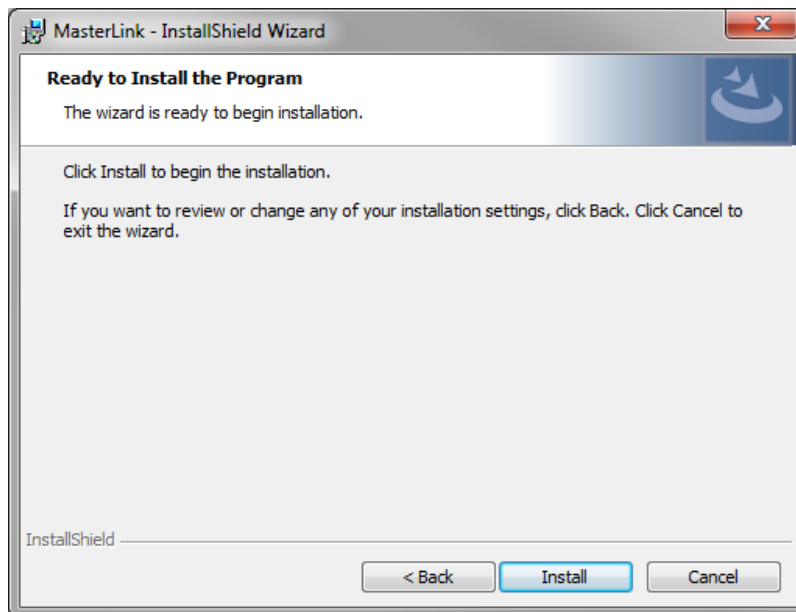 MasterLink - InstallShield Wizard
Ready to Install the Program
The wizard is ready to begin installation.
Click Install to begin the installation.
If you want to review or change any of your installation settings, click Back. Click Cancel to
exit the wizard.
InstallShield
< Back
Install
Cancel